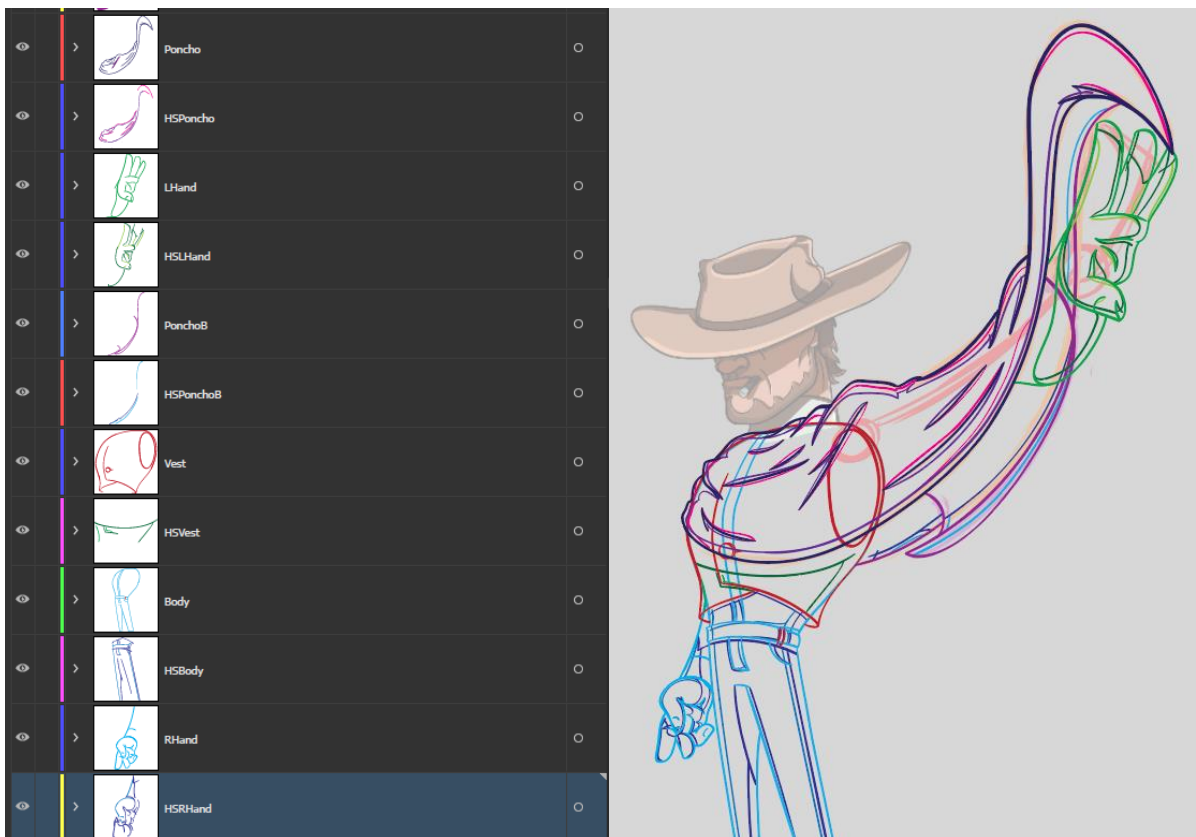 Poncho
HSPoncho
LHand
HSLHand
PonchoB
HSPonchoB
Vest
HSVest
Body
HSBody
RHand
HSRHand